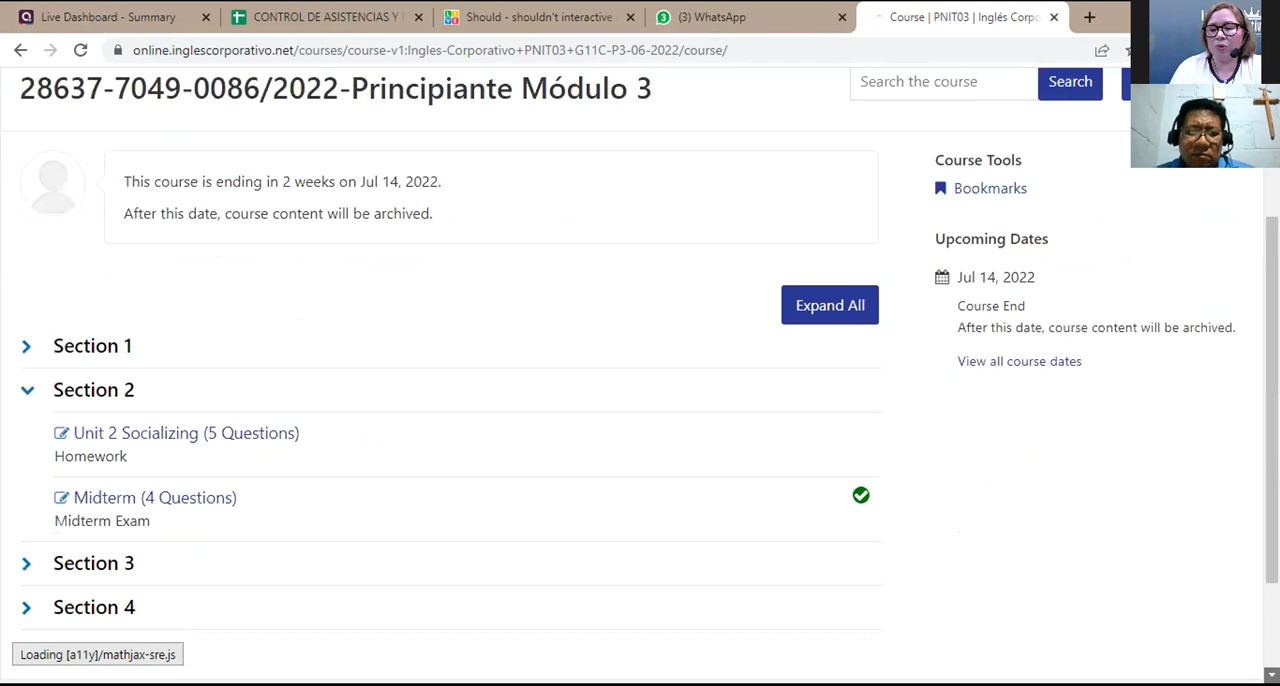 Live Dashboard - Summary
CONTROL DE ASISTENCIAS Y
Should - shouldn't interactive
(3) WhatsApp
Course | PNIT03 | Inglés Corpo
online.inglescorporativo.net/courses/course-v1:Ingles-Corporativo+PNIT03+G11C-P3-06-2022/course/
28637-7049-0086/2022-Principiante Módulo 3
Search the course
Search
This course is ending in 2 weeks on Jul 14, 2022.
After this date, course content will be archived.
Course Tools
Bookmarks
Upcoming Dates
Jul 14, 2022
Course End
After this date, course content will be archived.
View all course dates
Expand All
Section 1
Section 2
Unit 2 Socializing (5 Questions)
Homework
Midterm (4 Questions)
Midterm Exam
Section 3
Section 4
Loading [a11y]/mathjax-sre.js